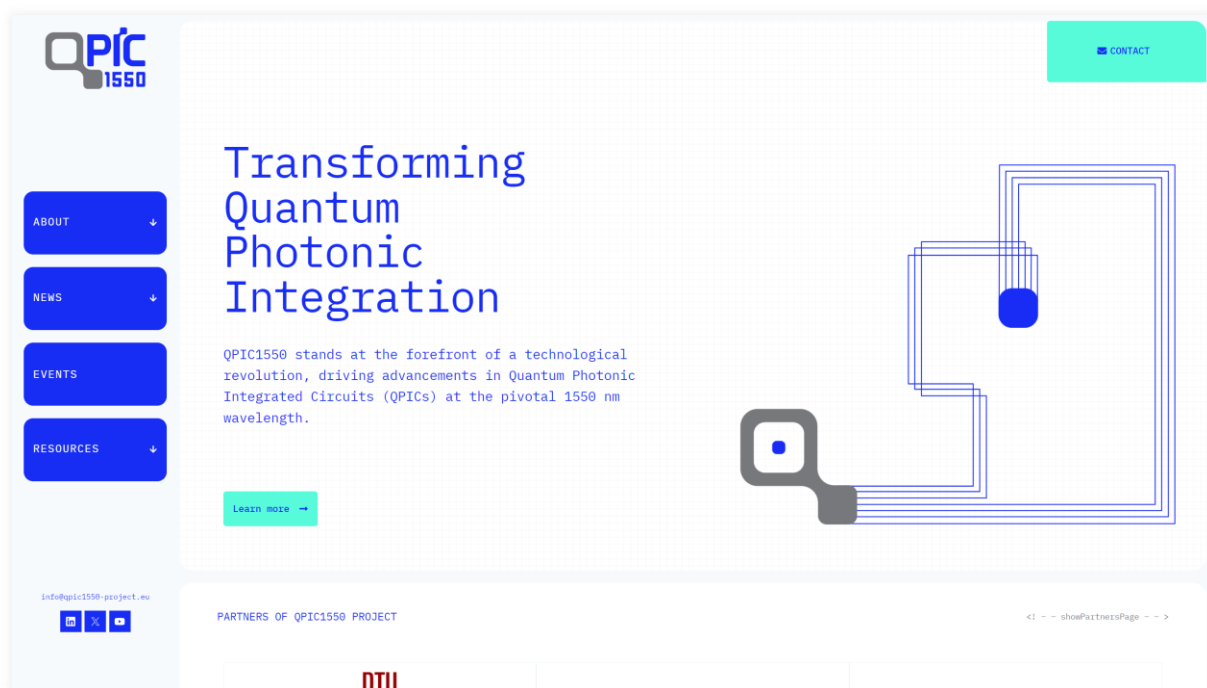 QPIC
1550
CONTACT
Transforming
Quantum
Photonic
Integration
ABOUT
NEWS
EVENTS
RESOURCES
QPIC1550 stands at the forefront of a technological
revolution, driving advancements in Quantum Photonic
Integrated Circuits (QPICs) at the pivotal 1550 nm
wavelength.
Learn more →
info@qpic1550-project.eu
PARTNERS OF QPIC1550 PROJECT
<! - - showPartnersPage - - >
DTU